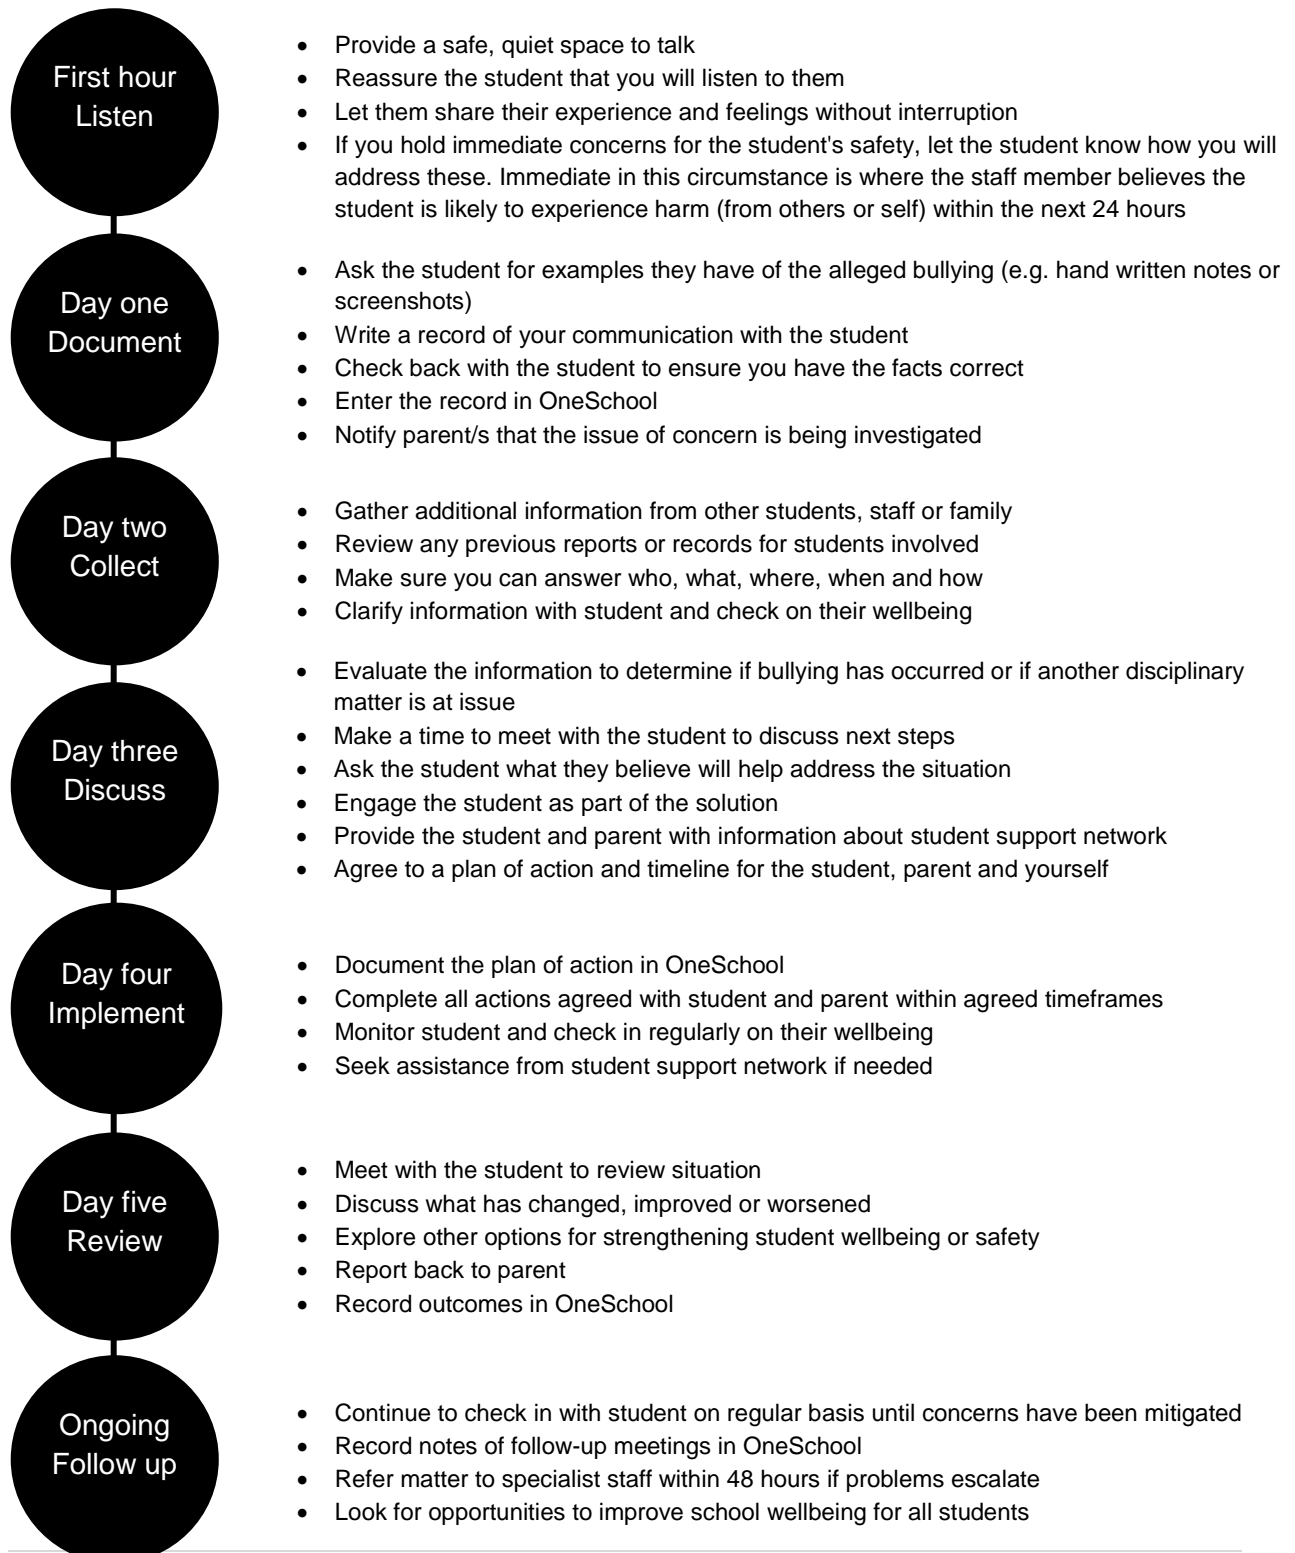 First hour
Listen
• Provide a safe, quiet space to talk
• Reassure the student that you will listen to them
• Let them share their experience and feelings without interruption
• If you hold immediate concerns for the student's safety, let the student know how you will
address these. Immediate in this circumstance is where the staff member believes the
student is likely to experience harm (from others or self) within the next 24 hours
Day one
Document
• Ask the student for examples they have of the alleged bullying (e.g. hand written notes or
screenshots)
• Write a record of your communication with the student
• Check back with the student to ensure you have the facts correct
• Enter the record in OneSchool
• Notify parent/s that the issue of concern is being investigated
Day two
Collect
• Gather additional information from other students, staff or family
• Review any previous reports or records for students involved
• Make sure you can answer who, what, where, when and how
• Clarify information with student and check on their wellbeing
Day three
Discuss
• Evaluate the information to determine if bullying has occurred or if another disciplinary
matter is at issue
• Make a time to meet with the student to discuss next steps
• Ask the student what they believe will help address the situation
• Engage the student as part of the solution
• Provide the student and parent with information about student support network
• Agree to a plan of action and timeline for the student, parent and yourself
Day four
Implement
• Document the plan of action in OneSchool
• Complete all actions agreed with student and parent within agreed timeframes
• Monitor student and check in regularly on their wellbeing
• Seek assistance from student support network if needed
Day five
Review
• Meet with the student to review situation
• Discuss what has changed, improved or worsened
• Explore other options for strengthening student wellbeing or safety
• Report back to parent
• Record outcomes in OneSchool
Ongoing
Follow up
• Continue to check in with student on regular basis until concerns have been mitigated
• Record notes of follow-up meetings in OneSchool
• Refer matter to specialist staff within 48 hours if problems escalate
• Look for opportunities to improve school wellbeing for all students